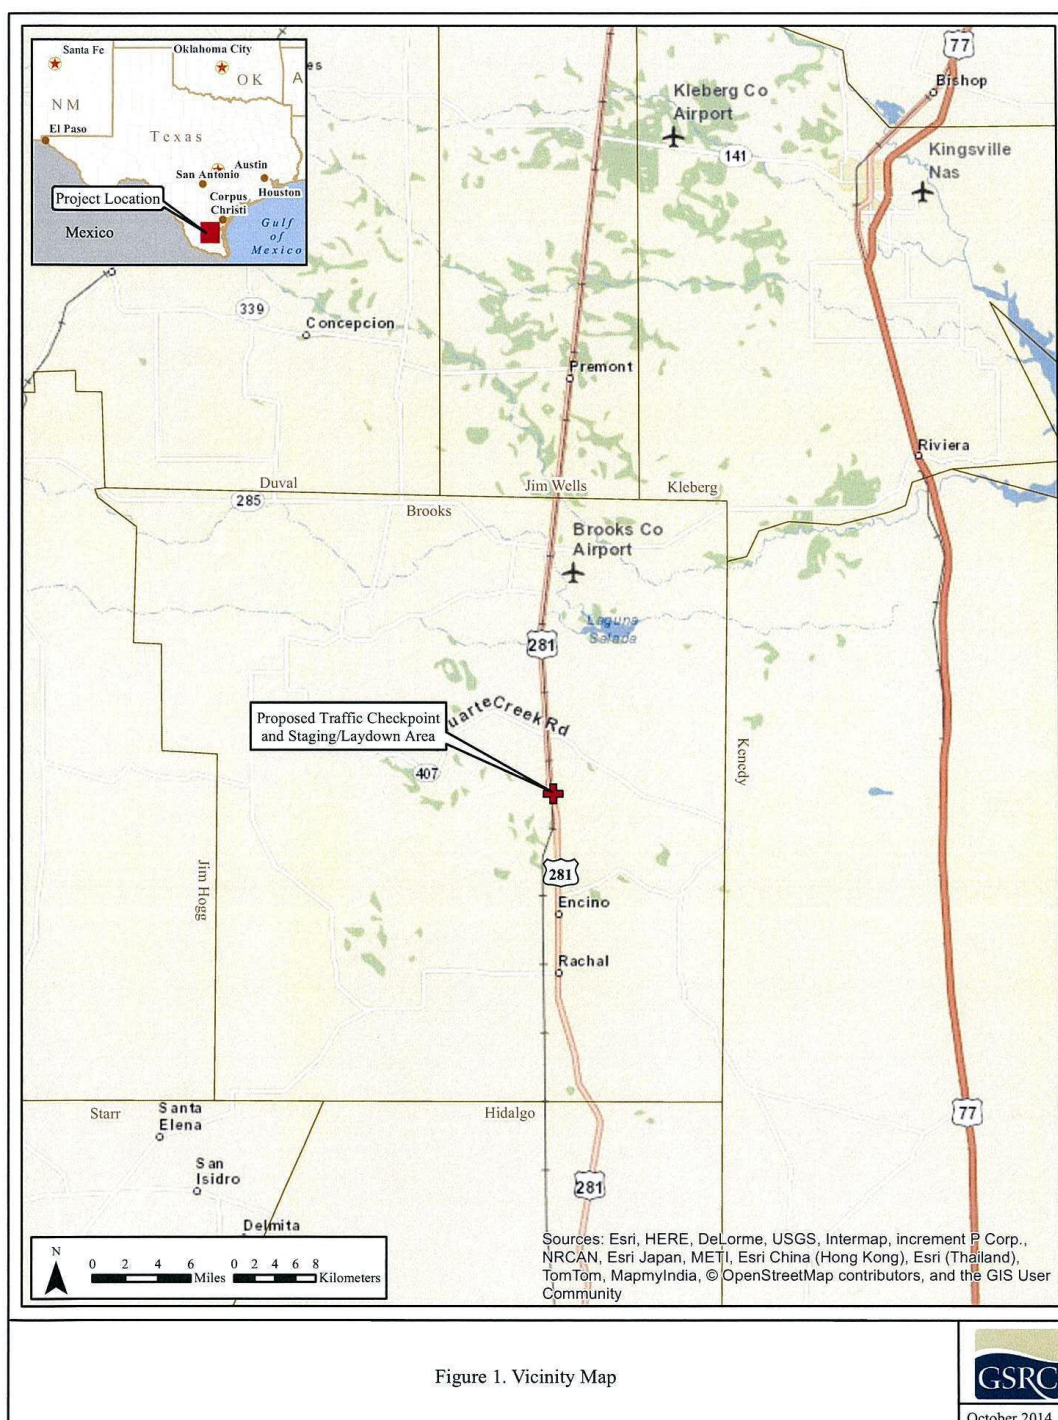 Santa Fe
Oklahoma City
NM
OK
A
El Paso
Texas
Austin
San Antonio
Houston
Corpus
Christi
Project Location
Mexico
Gulf
of
Mexico
es
77
Bishop
Kleberg Co
Airport
141
Kingsville
Nas
339
Concepcion
Premont
Riviera
Duval
Jim Wells
Kleberg
285
Brooks
Brooks Co
Airport
Laguna
Salada
281
uarteCreekRd
Proposed Traffic Checkpoint
and Staging/Laydown Area
407
Kenedy
Jim Hogg
281
Encino
Rachal
Starr
Hidalgo
Santa
Elena
77
San
Isidro
281
Delmita
N
0 2 4 6 Miles
0 2 4 6 8 Kilometers
Sources: Esri, HERE, DeLorme, USGS, Intermap, increment P Corp.,
NRCAN, Esri Japan, METI, Esri China (Hong Kong), Esri (Thailand),
TomTom, MapmyIndia, © OpenStreetMap contributors, and the GIS User
Community
Figure 1. Vicinity Map
GSRC
October 2014